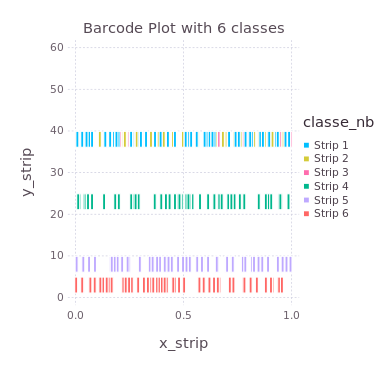 Barcode Plot with 6 classes
60
50
40
30
20
10
0
y_strip
0.0
0.5
1.0
x_strip
classe_nb
Strip 1
Strip 2
Strip 3
Strip 4
Strip 5
Strip 6